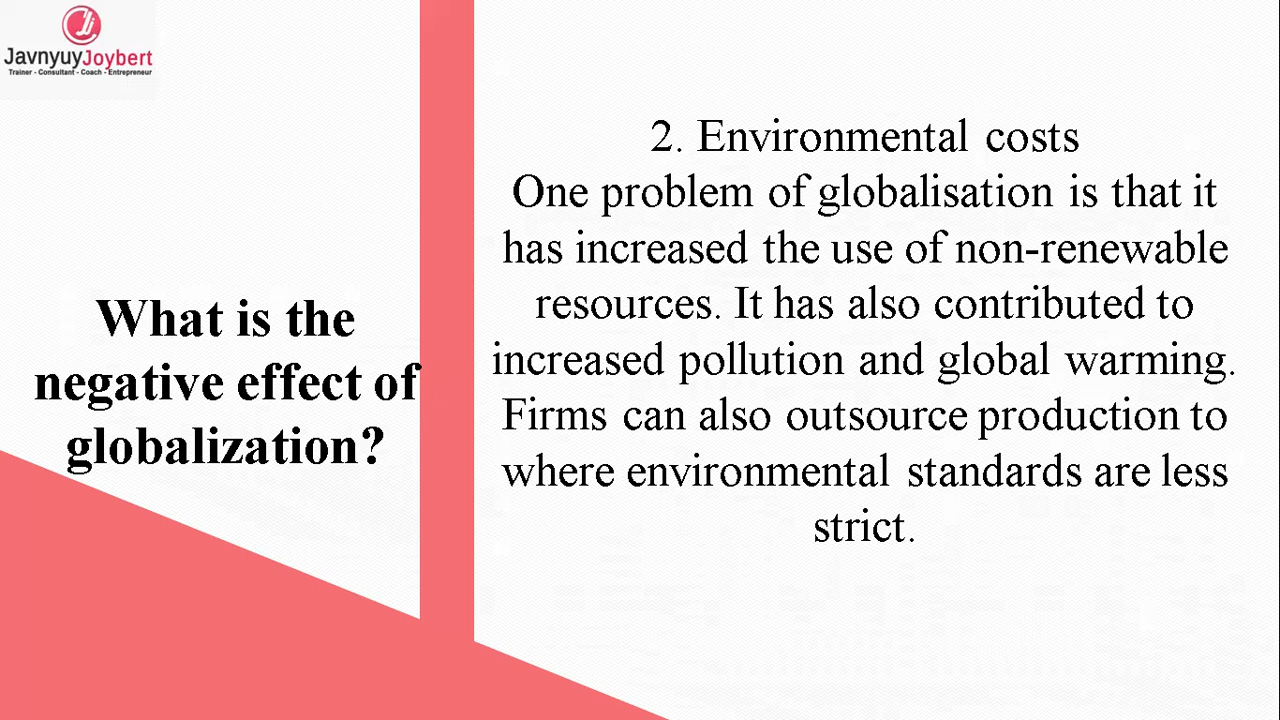 JavnyuyJoybert
Trainer - Consultant - Coach - Entrepreneur
What is the
negative effect of
globalization?
2. Environmental costs
One problem of globalisation is that it
has increased the use of non-renewable
resources. It has also contributed to
increased pollution and global warming.
Firms can also outsource production to
where environmental standards are less
strict.